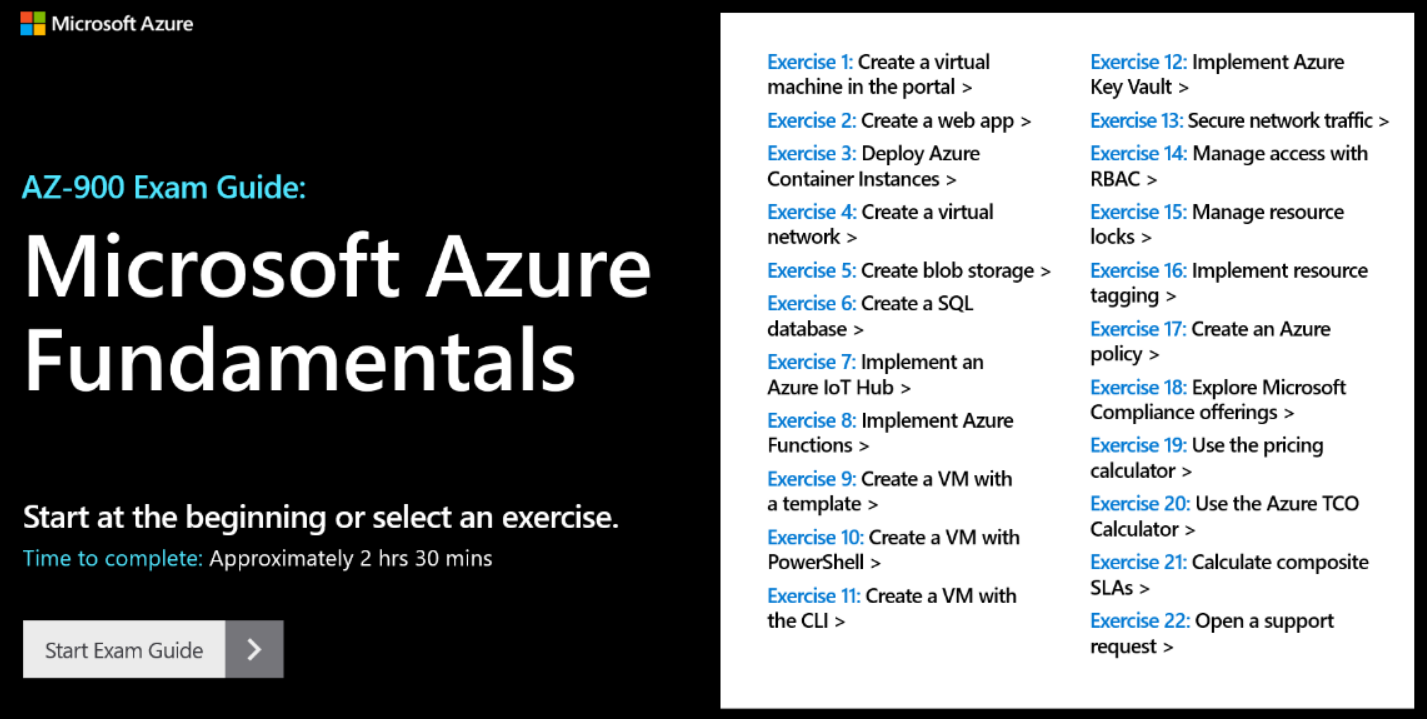 Microsoft Azure
AZ-900 Exam Guide:
Microsoft Azure
Fundamentals
Start at the beginning or select an exercise.
Time to complete: Approximately 2 hrs 30 mins
Start Exam Guide >
Exercise 1: Create a virtual
machine in the portal >
Exercise 2: Create a web app >
Exercise 3: Deploy Azure
Container Instances >
Exercise 4: Create a virtual
network >
Exercise 5: Create blob storage >
Exercise 6: Create a SQL
database >
Exercise 7: Implement an
Azure IoT Hub >
Exercise 8: Implement Azure
Functions >
Exercise 9: Create a VM with
a template >
Exercise 10: Create a VM with
PowerShell >
Exercise 11: Create a VM with
the CLI >
Exercise 12: Implement Azure
Key Vault >
Exercise 13: Secure network traffic >
Exercise 14: Manage access with
RBAC >
Exercise 15: Manage resource
locks >
Exercise 16: Implement resource
tagging >
Exercise 17: Create an Azure
policy >
Exercise 18: Explore Microsoft
Compliance offerings >
Exercise 19: Use the pricing
calculator >
Exercise 20: Use the Azure TCO
Calculator >
Exercise 21: Calculate composite
SLAs >
Exercise 22: Open a support
request >